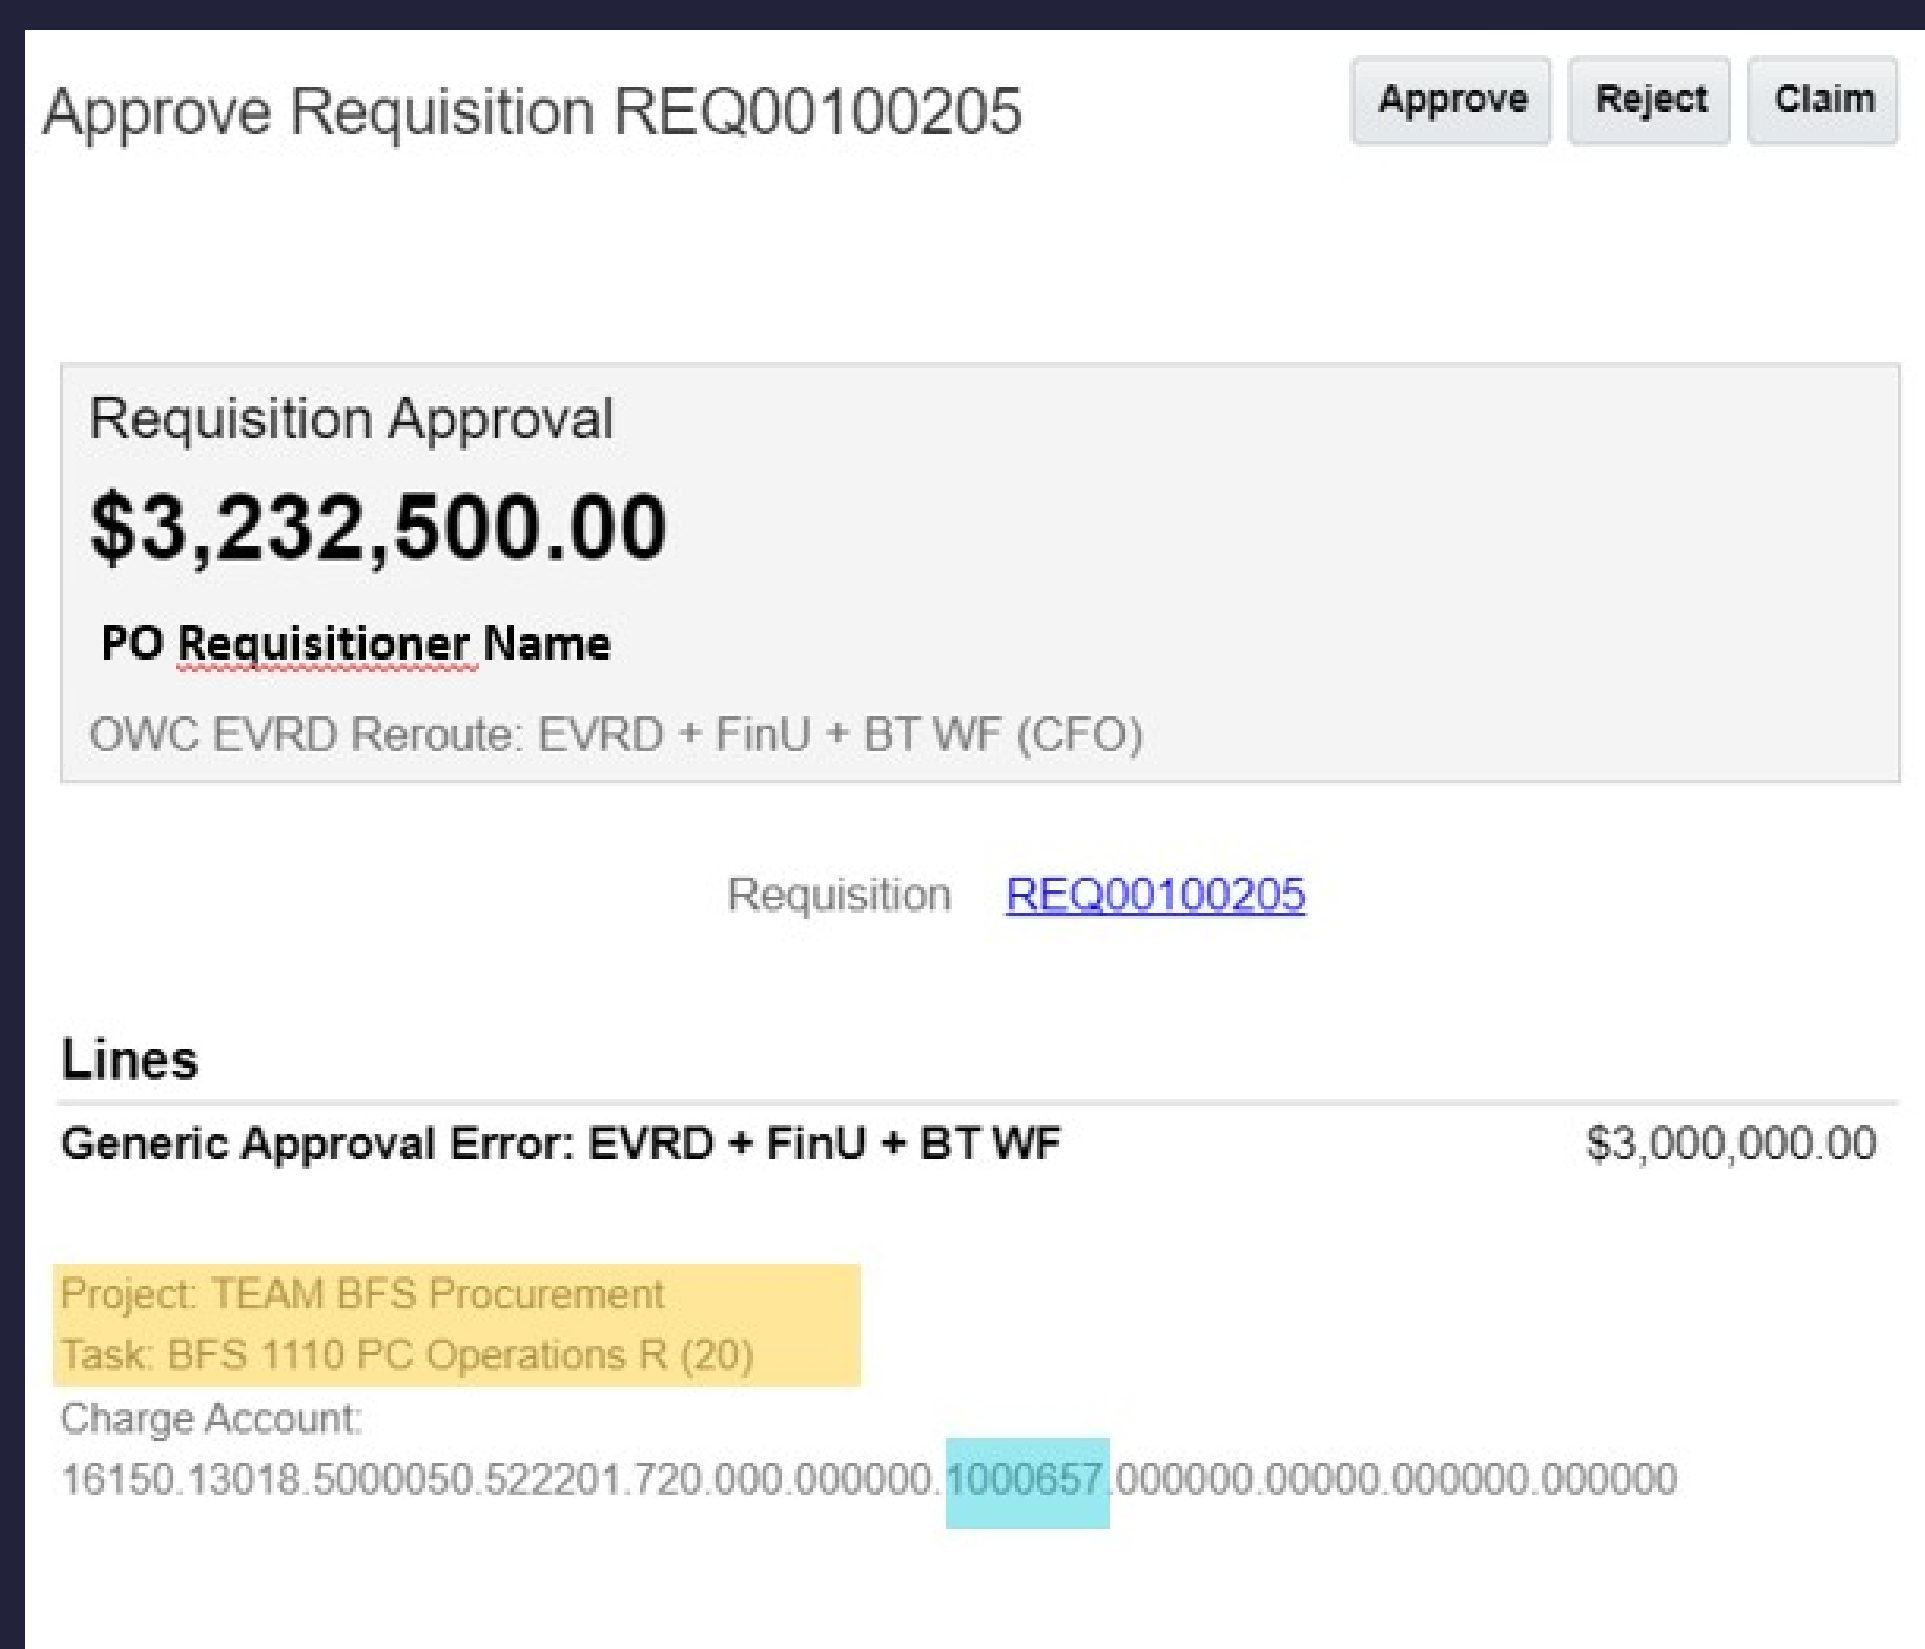 Approve Requisition REQ00100205
Approve Reject Claim
Requisition Approval
$3,232,500.00
PO Requisitioner Name
OWC EVRD Reroute: EVRD + FinU + BT WF (CFO)
Requisition REQ00100205
Lines
Generic Approval Error: EVRD + FinU + BT WF $3,000,000.00
Project: TEAM BFS Procurement
Task: BFS 1110 PC Operations R (20)
Charge Account:
16150.13018.5000050.522201.720.000.000000.1000657.000000.00000.000000.000000